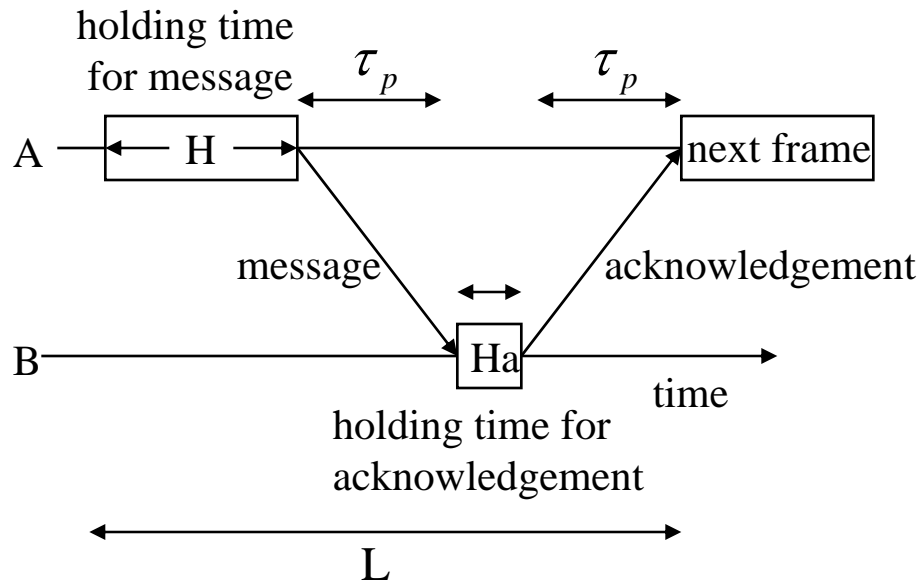 holding time
for message
τp τp
A H next frame
message acknowledgement
B Ha
time
holding time for
acknowledgement
L